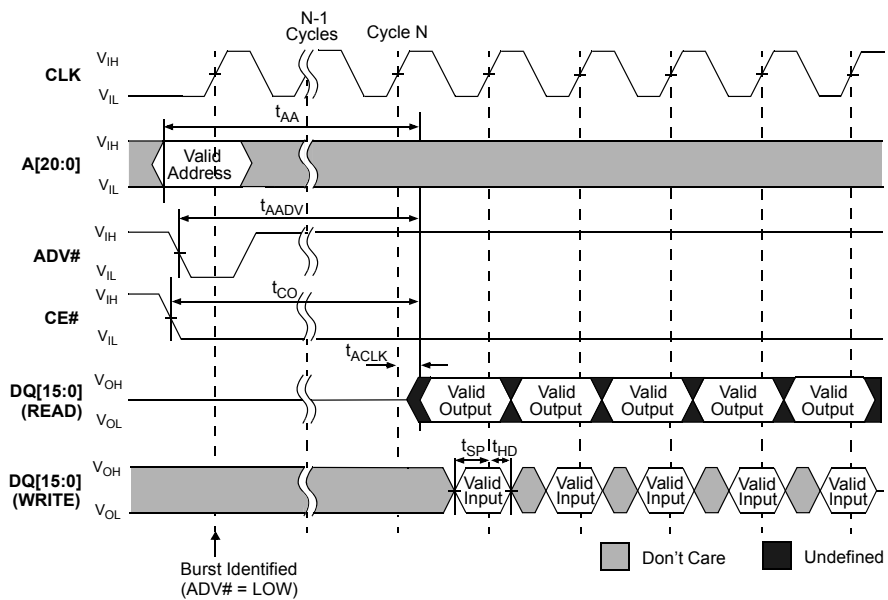 N-1
Cycles
Cycle N
CLK
VIH
VIL
tAA
A[20:0]
VIH
Valid
Address
VIL
tAADV
ADV#
VIH
VIL
tCO
CE#
VIH
VIL
tACLK
DQ[15:0]
(READ)
VOH
VOL
Valid
Output
Valid
Output
Valid
Output
Valid
Output
Valid
Output
tSP
tHD
DQ[15:0]
(WRITE)
VOH
VOL
Valid
Input
Valid
Input
Valid
Input
Valid
Input
Valid
Input
Burst Identified
(ADV# = LOW)
Don't Care
Undefined